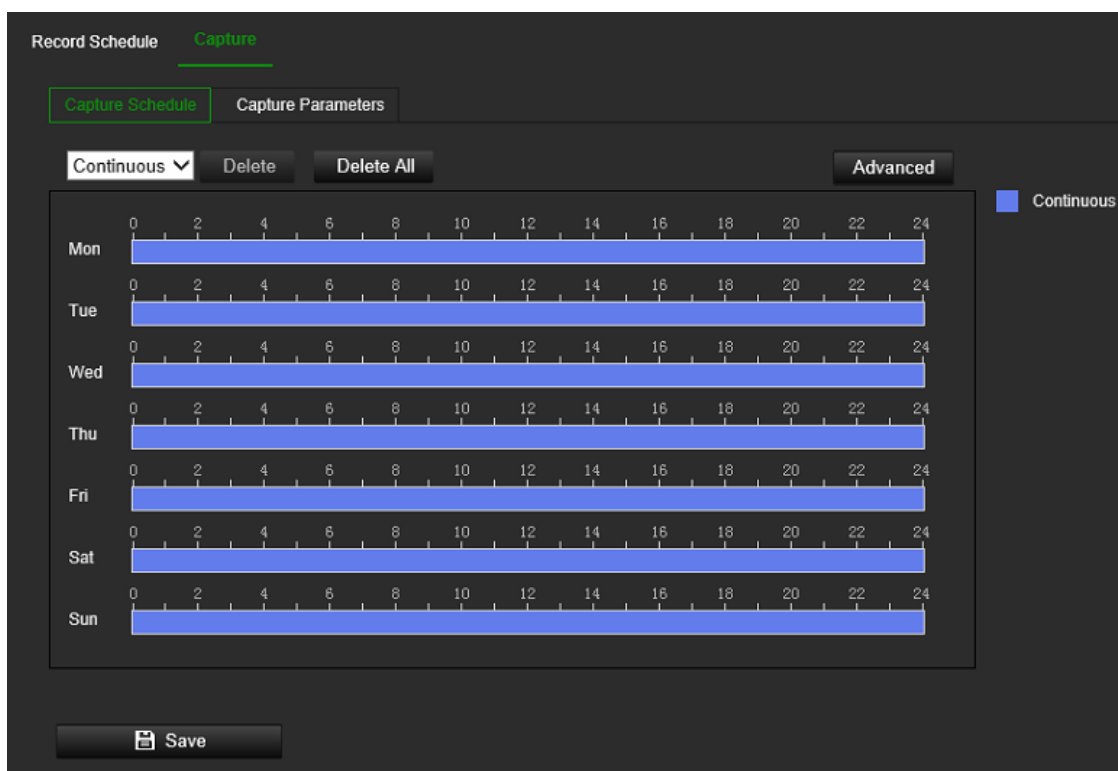 Record Schedule Capture
Capture Schedule Capture Parameters
Continuous Delete Delete All Advanced
Continuous
0 2 4 6 8 10 12 14 16 18 20 22 24
Mon
0 2 4 6 8 10 12 14 16 18 20 22 24
Tue
0 2 4 6 8 10 12 14 16 18 20 22 24
Wed
0 2 4 6 8 10 12 14 16 18 20 22 24
Thu
0 2 4 6 8 10 12 14 16 18 20 22 24
Fri
0 2 4 6 8 10 12 14 16 18 20 22 24
Sat
0 2 4 6 8 10 12 14 16 18 20 22 24
Sun
Save